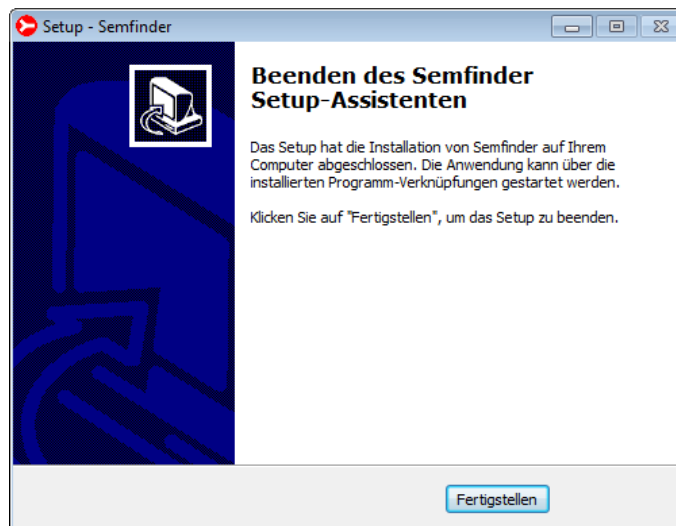 Setup - Semfinder
Beenden des Semfinder
Setup-Assistenten
Das Setup hat die Installation von Semfinder auf Ihrem
Computer abgeschlossen. Die Anwendung kann über die
installierten Programm-Verknüpfungen gestartet werden.
Klicken Sie auf "Fertigstellen", um das Setup zu beenden.
Fertigstellen